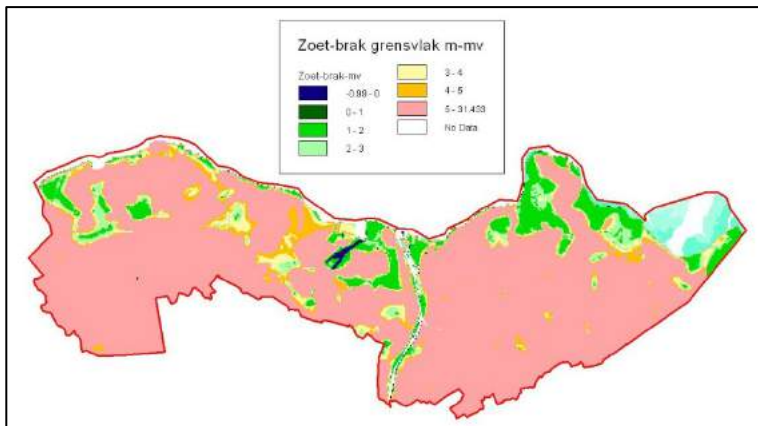 Zoet-brak grensvlak m-mv
Zoet-brak-mv
-0.99 - 0
0 - 1
1 - 2
2 - 3
3 - 4
4 - 5
5 - 31.433
No Data